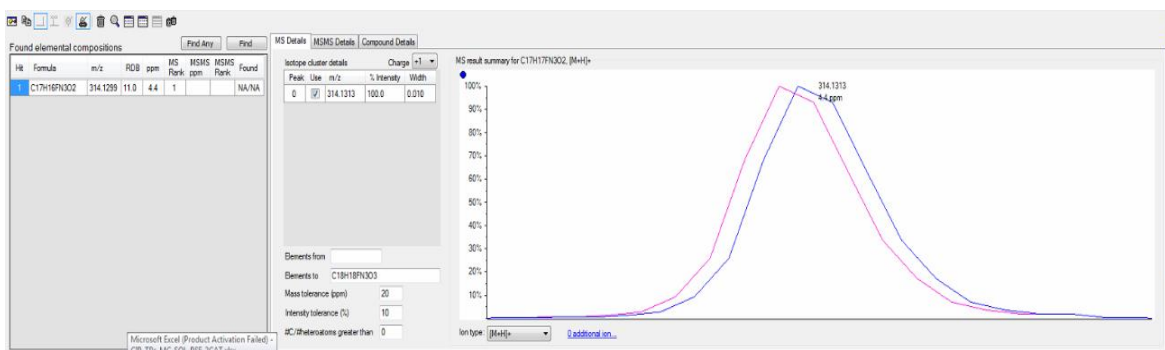 Found elemental compositions
Find Any
Find
Hit Formula m/z RDB ppm MS Rank MSMS ppm MSMS Rank Found
1 C17H16FN3O2 314.1299 11.0 4.4 1 NA/NA
MS Details MSMS Details Compound Details
Isotope cluster details Charge +1
Peak Use m/z % Intensity Width
0 314.1313 100.0 0.010
Elements from
Elements to C18H18FN3O3
Mass tolerance (ppm) 20
Intensity tolerance (%) 10
#C/#heteroatoms greater than 0
MS result summary for C17H17FN3O2, [M+H]+
314.1313
4.4 ppm
100%
90%
80%
70%
60%
50%
40%
30%
20%
10%
Ion type: [M+H]+ 0 additional ion...
Microsoft Excel (Product Activation Failed) -